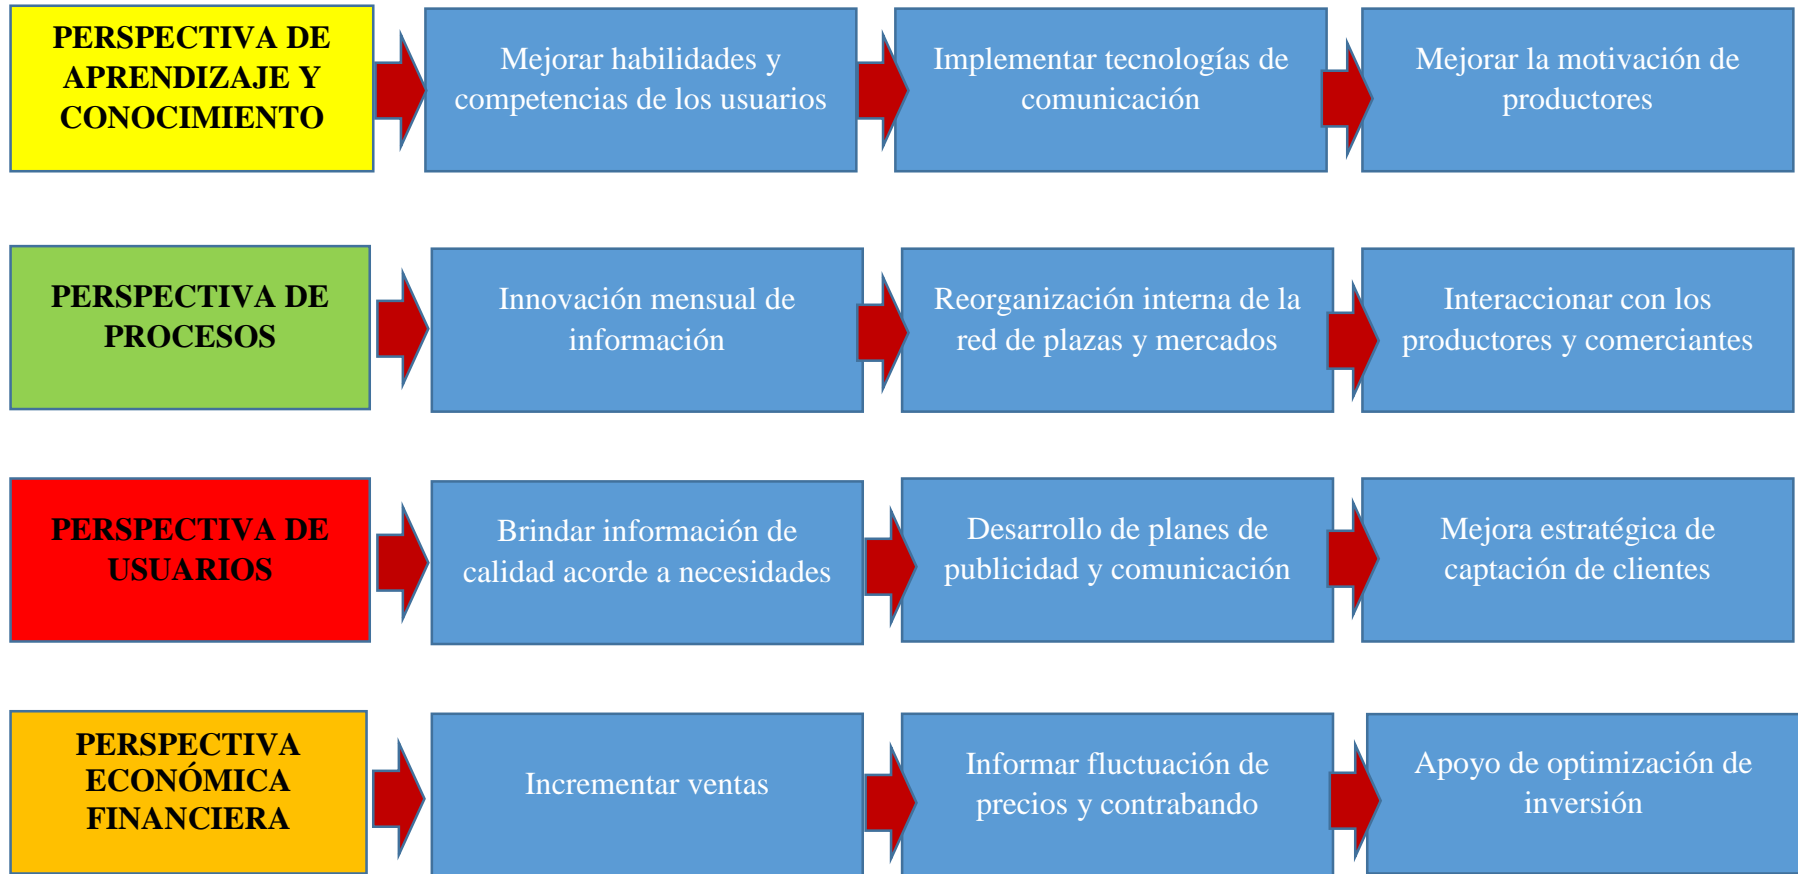 PERSPECTIVA DE
APRENDIZAJE Y
CONOCIMIENTO
Mejorar habilidades y
competencias de los usuarios
Implementar tecnologías de
comunicación
Mejorar la motivación de
productores
PERSPECTIVA DE
PROCESOS
Innovación mensual de
información
Reorganización interna de la
red de plazas y mercados
Interaccionar con los
productores y comerciantes
PERSPECTIVA DE
USUARIOS
Brindar información de
calidad acorde a necesidades
Desarrollo de planes de
publicidad y comunicación
Mejora estratégica de
captación de clientes
PERSPECTIVA
ECONÓMICA
FINANCIERA
Incrementar ventas
Informar fluctuación de
precios y contrabando
Apoyo de optimización de
inversión